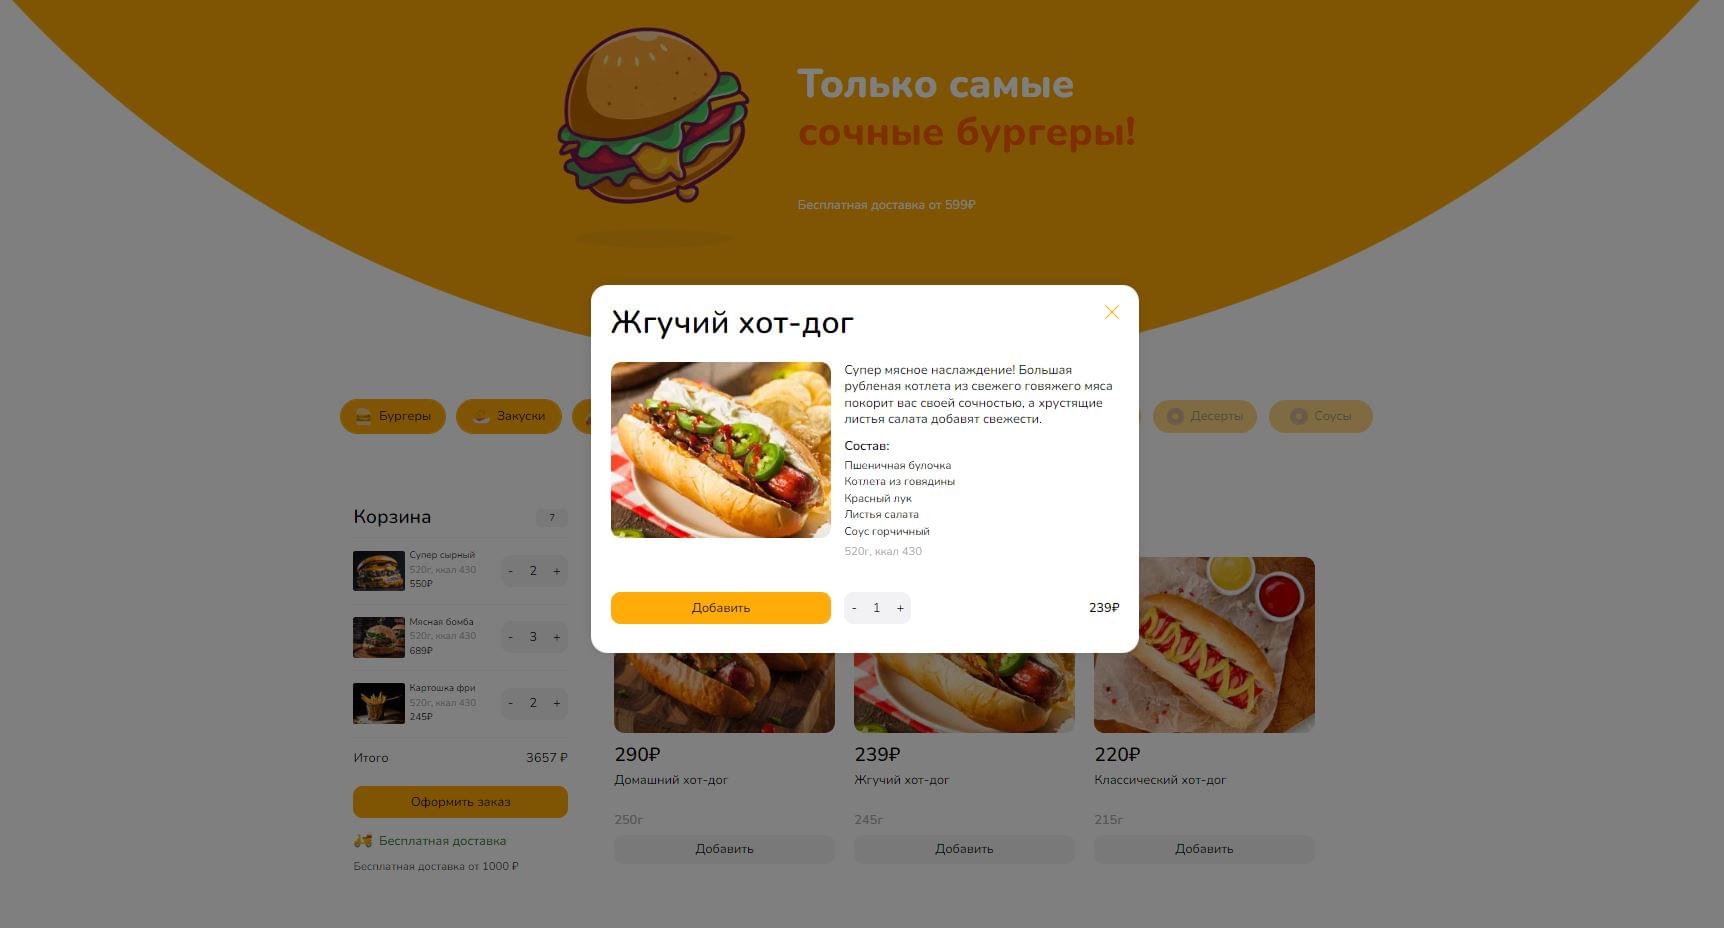 Только самые
сочные бургеры!
Бесплатная доставка от 599₽
Бургеры
Закуски
Десерты
Соусы
Жгучий хот-дог
Супер мясное наслаждение! Большая
рубленая котлета из свежего говяжего мяса
покорит вас своей сочностью, а хрустящие
листья салата добавят свежести.
Состав:
Пшеничная булочка
Котлета из говядины
Красный лук
Листья салата
Соус горчичный
520г, ккал 430
Добавить
- 1 +
239₽
Корзина
7
Супер сырный
520г, ккал 430
550₽
- 2 +
Мясная бомба
520г, ккал 430
689₽
- 3 +
Картошка фри
520г, ккал 430
245₽
- 2 +
Итого 3657 ₽
Оформить заказ
Бесплатная доставка
Бесплатная доставка от 1000 ₽
290₽
Домашний хот-дог
250г
Добавить
239₽
Жгучий хот-дог
245г
Добавить
220₽
Классический хот-дог
215г
Добавить